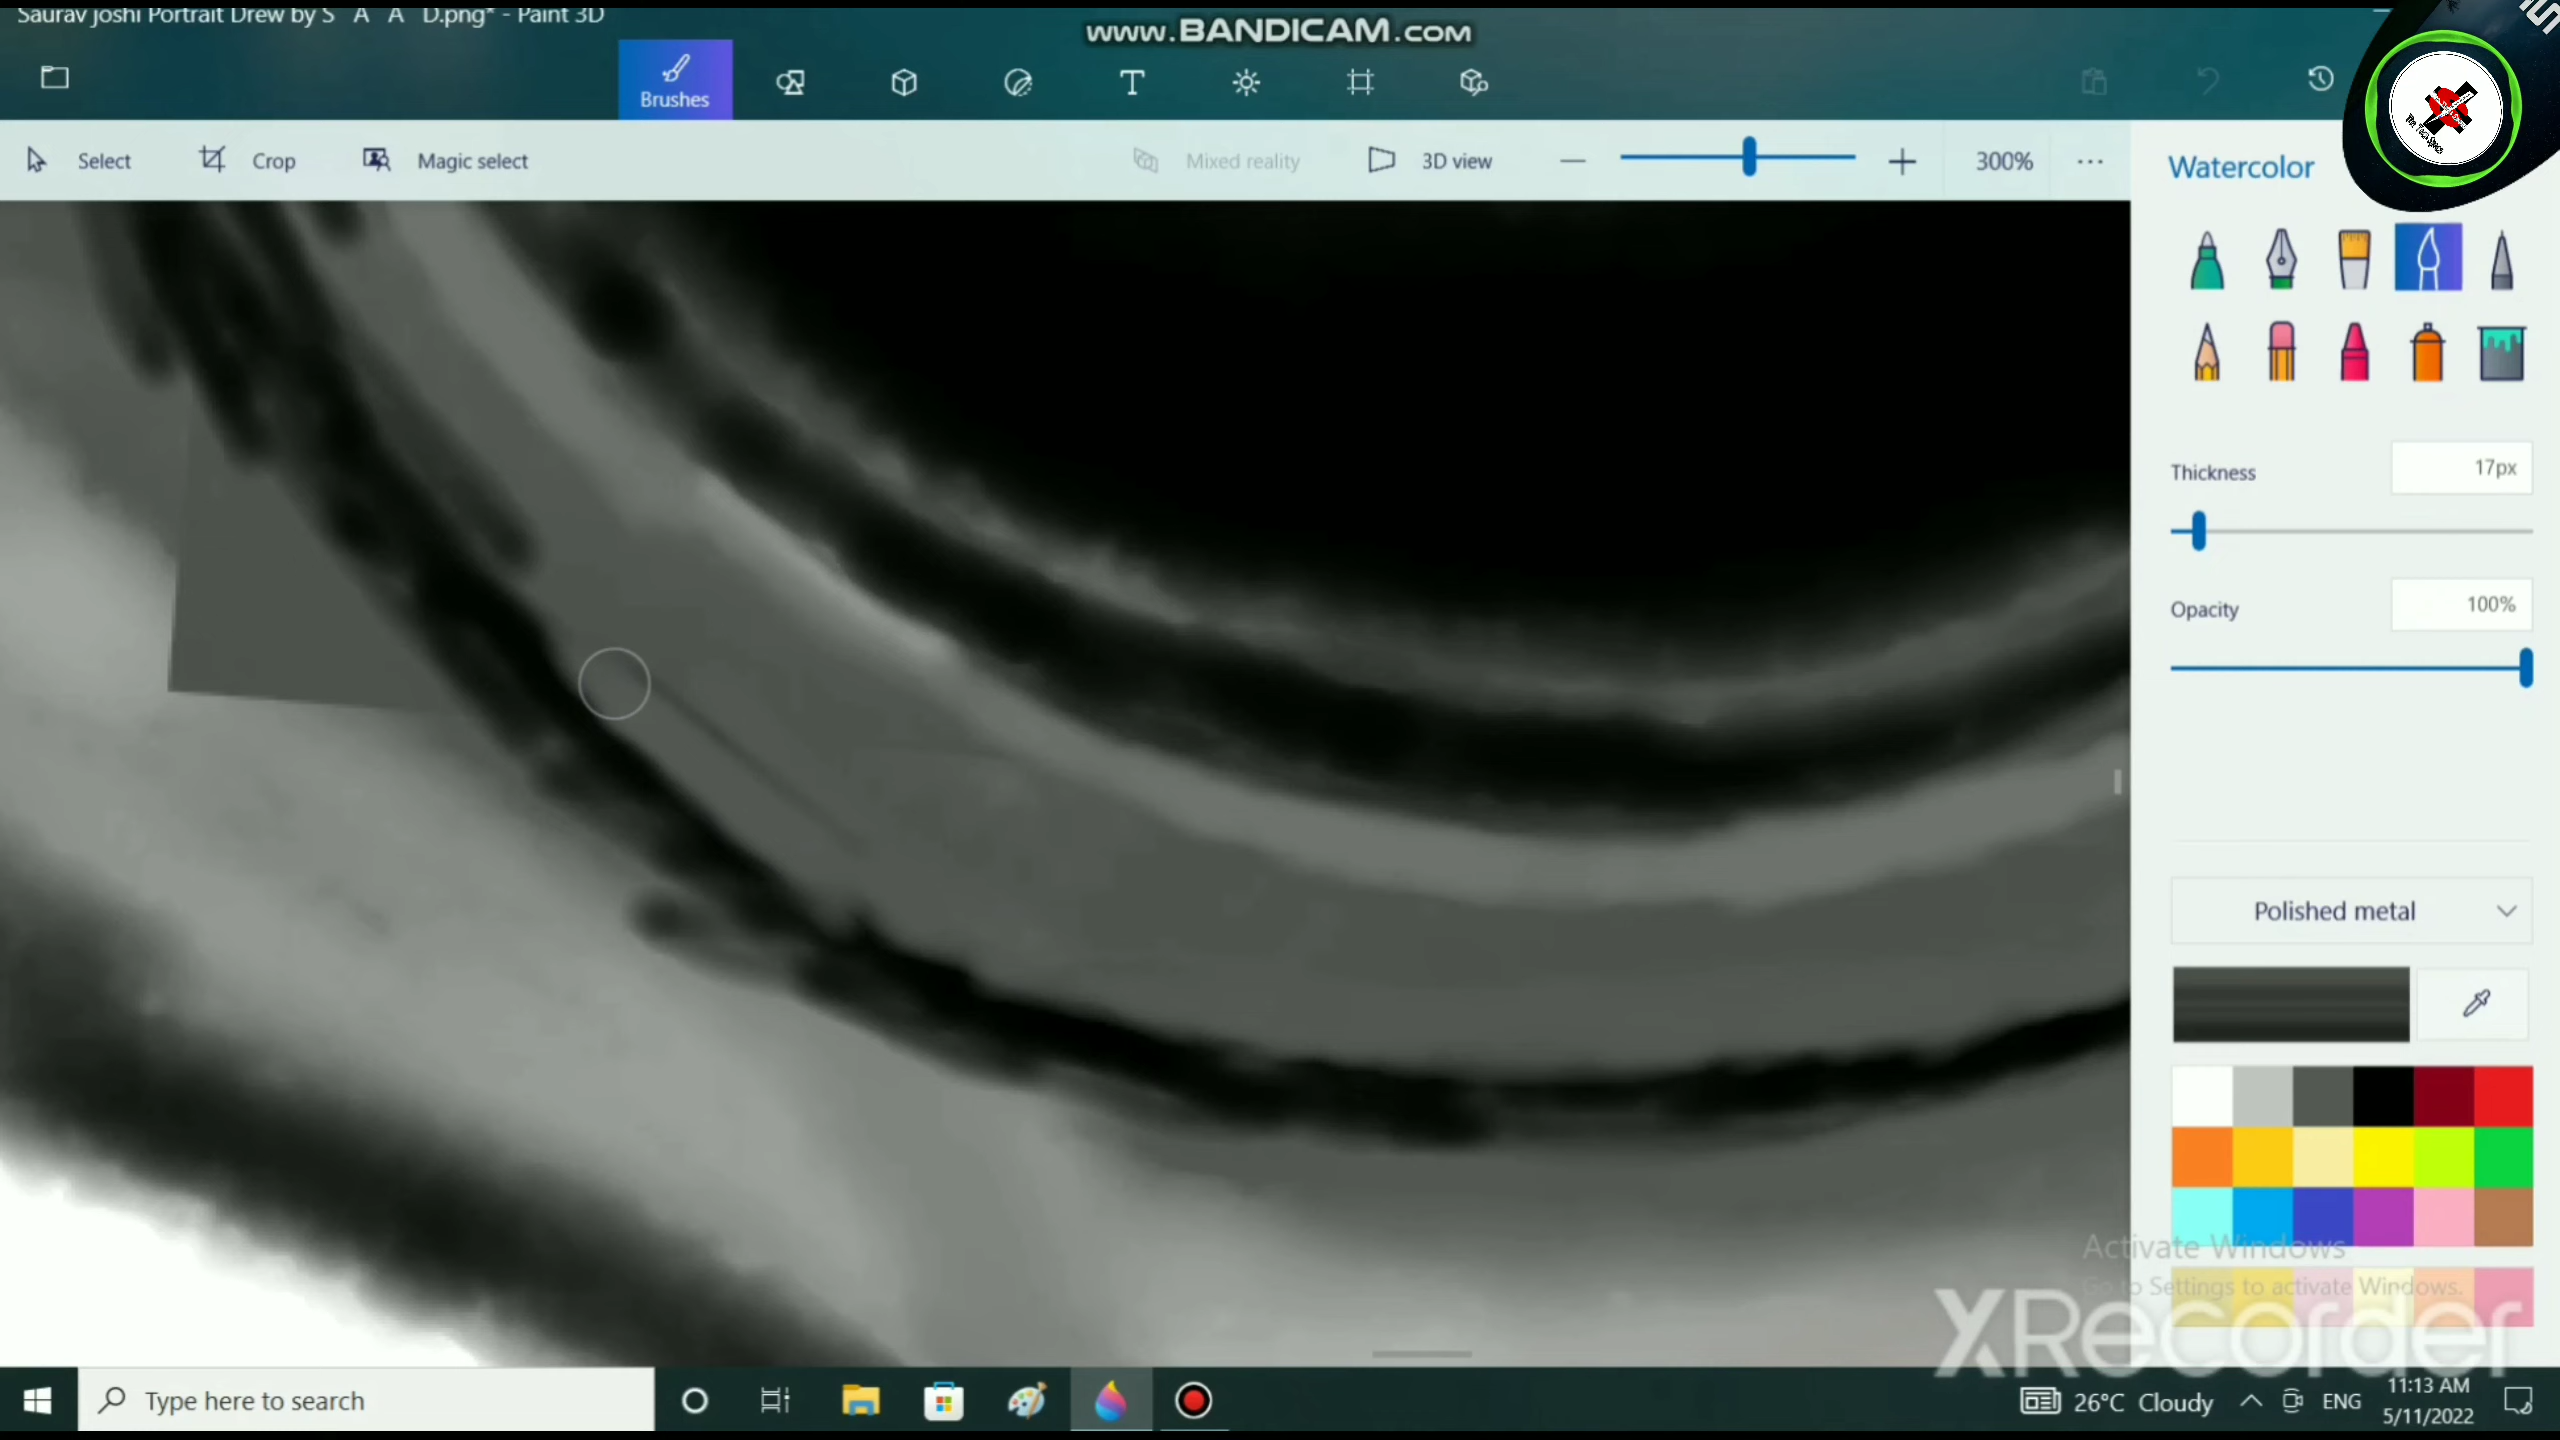 Saurav joshi Portrait Drew by S A A D.png* - Paint 3D
www.BANDICAM.com
Brushes
Select
Crop
Magic select
Mixed reality
3D view
300%
Watercolor
Thickness
17px
Opacity
100%
Polished metal
Activate Windows
Go to Settings to activate Windows.
XRecorder
Type here to search
26°C Cloudy
ENG
11:13 AM
5/11/2022